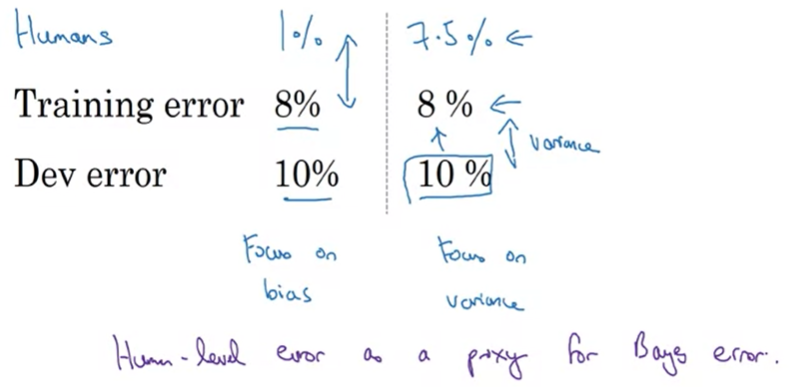 Humans 1% 7.5%
Training error 8% 8 %
variance
Dev error 10% 10 %
Focus on bias
Focus on variance
Human-level error as a proxy for Bayes error.